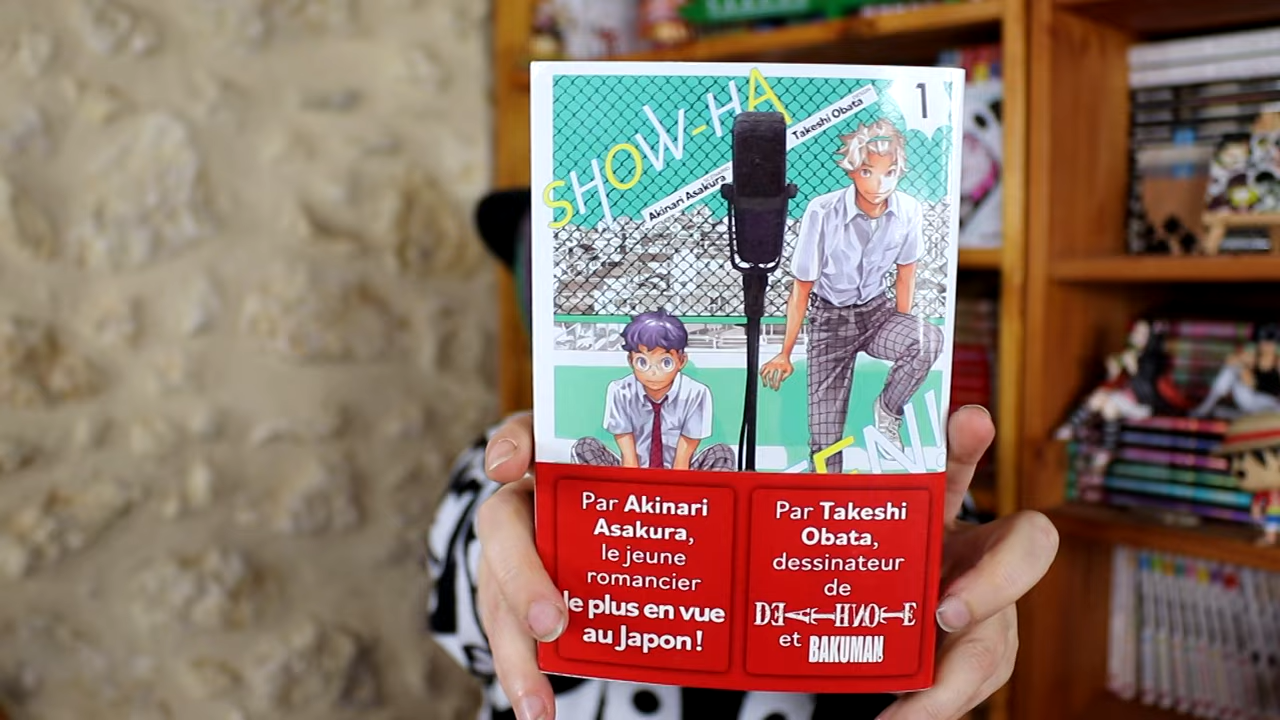 SHOW-HA
Akinari Asakura
Takeshi Obata
1
EN!
Par Akinari
Asakura,
le jeune
romancier
le plus en vue
au Japon !
Par Takeshi
Obata,
dessinateur
de
DEATH NOTE
et BAKUMAN